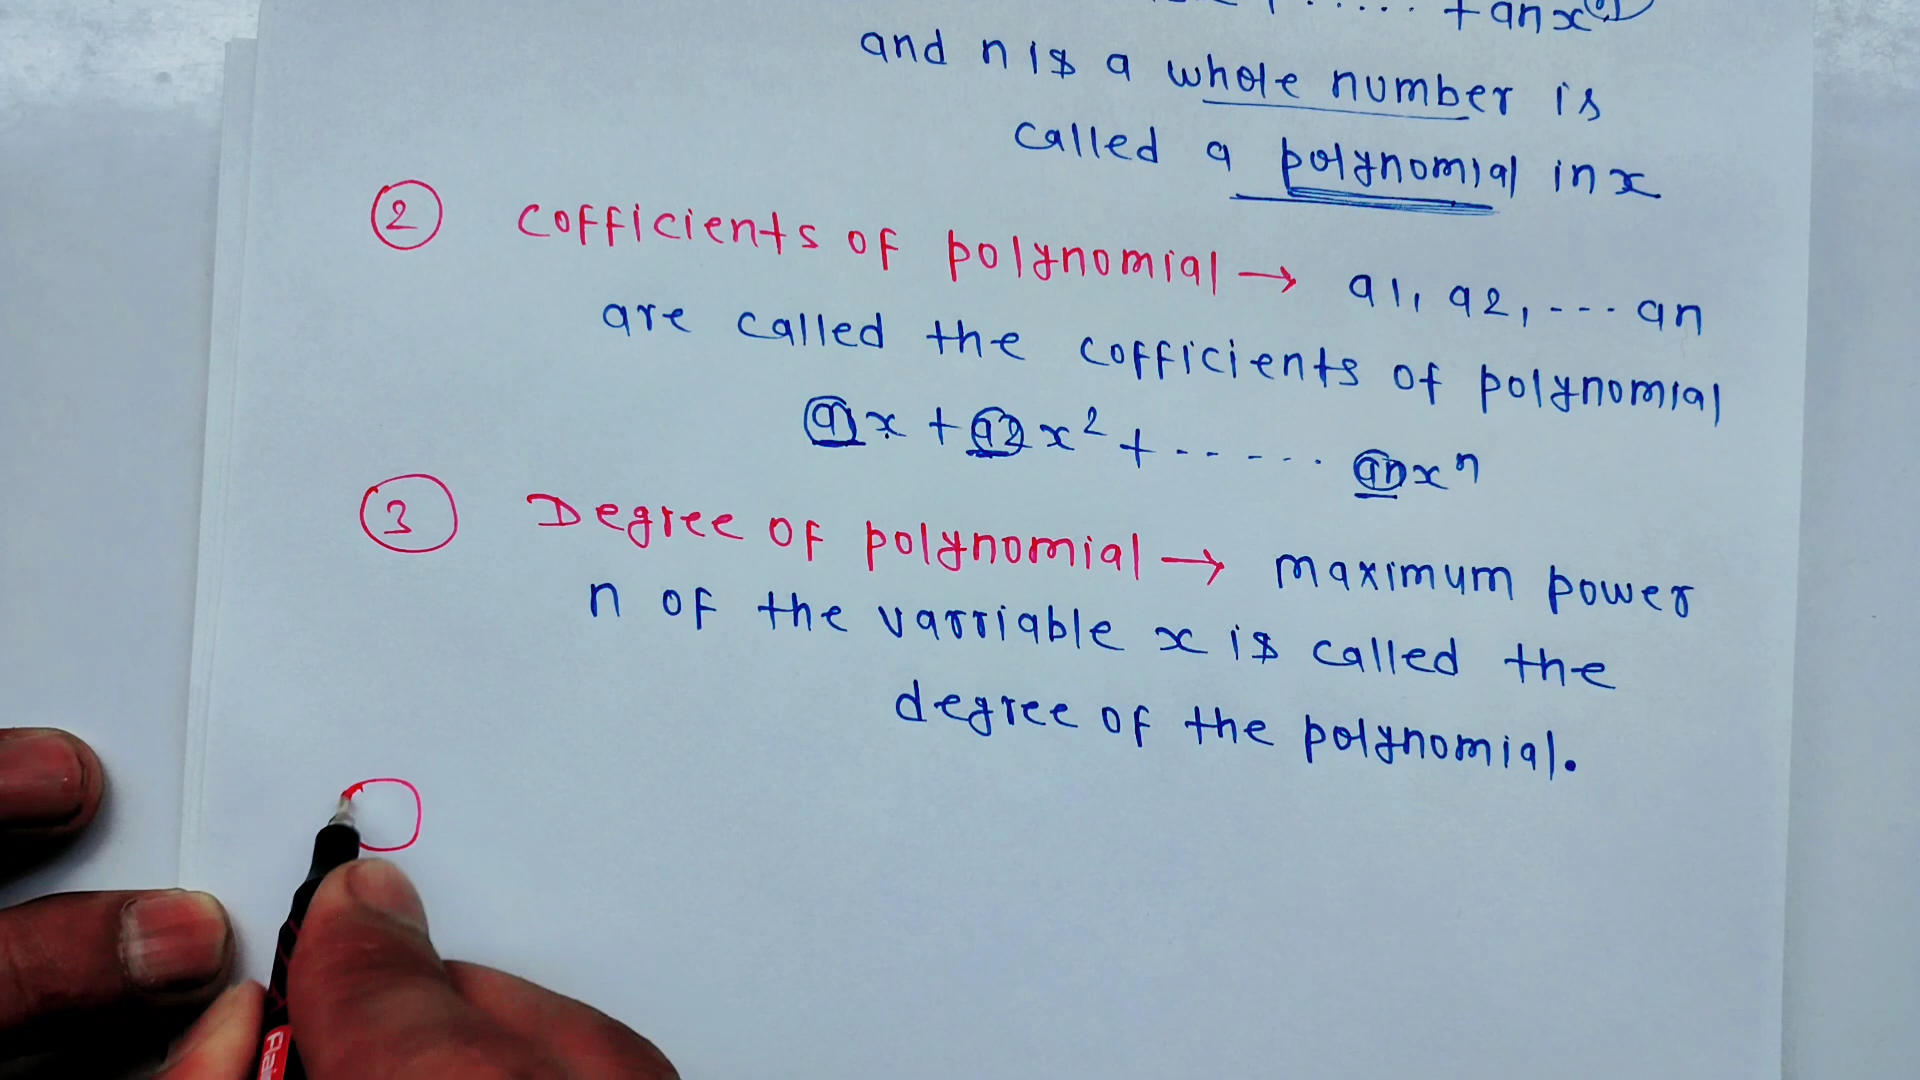 + anx
and n is a whole number is
called a polynomial in x
2 cofficients of polynomial → a1, a2, --- an
are called the cofficients of polynomial
a1x + a2x² + ------ anxⁿ
3 Degree of polynomial → maximum power
n of the varriable x is called the
degree of the polynomial.